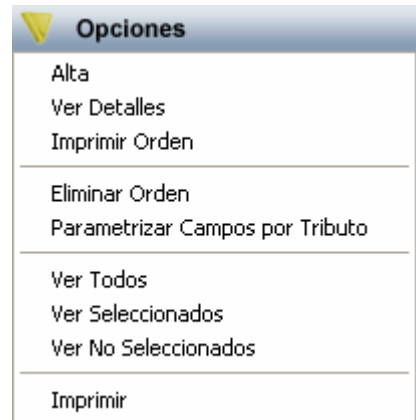 Opciones
Alta
Ver Detalles
Imprimir Orden
Eliminar Orden
Parametrizar Campos por Tributo
Ver Todos
Ver Seleccionados
Ver No Seleccionados
Imprimir